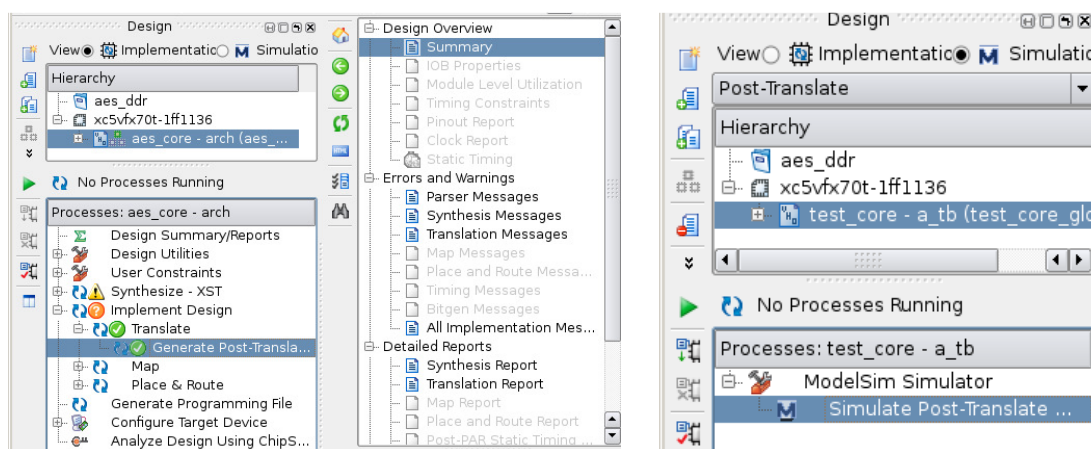 Design
View Implementatic Simulatio
Hierarchy
aes_ddr
xc5vfx70t-1ff1136
aes_core - arch (aes_...
No Processes Running
Processes: aes_core - arch
Design Summary/Reports
Design Utilities
User Constraints
Synthesize - XST
Implement Design
Translate
Generate Post-Transla...
Map
Place & Route
Generate Programming File
Configure Target Device
Analyze Design Using ChipS...
Design Overview
Summary
IOB Properties
Module Level Utilization
Timing Constraints
Pinout Report
Clock Report
Static Timing
Errors and Warnings
Parser Messages
Synthesis Messages
Translation Messages
Map Messages
Place and Route Messa...
Timing Messages
Bitgen Messages
All Implementation Mes...
Detailed Reports
Synthesis Report
Translation Report
Map Report
Place and Route Report
Post-PAR Static Timing ...
Design
View Implementatic Simulatic
Post-Translate
Hierarchy
aes_ddr
xc5vfx70t-1ff1136
test_core - a_tb (test_core_glo
No Processes Running
Processes: test_core - a_tb
ModelSim Simulator
Simulate Post-Translate ...